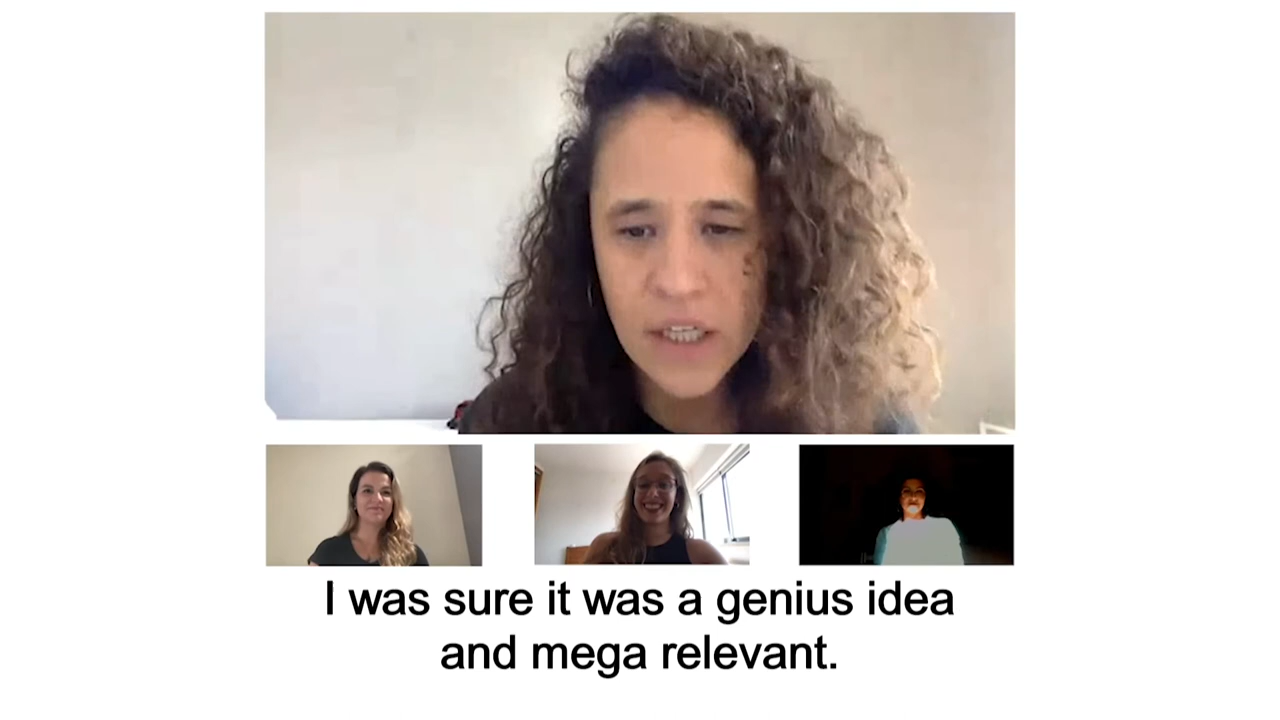 I was sure it was a genius idea
and mega relevant.